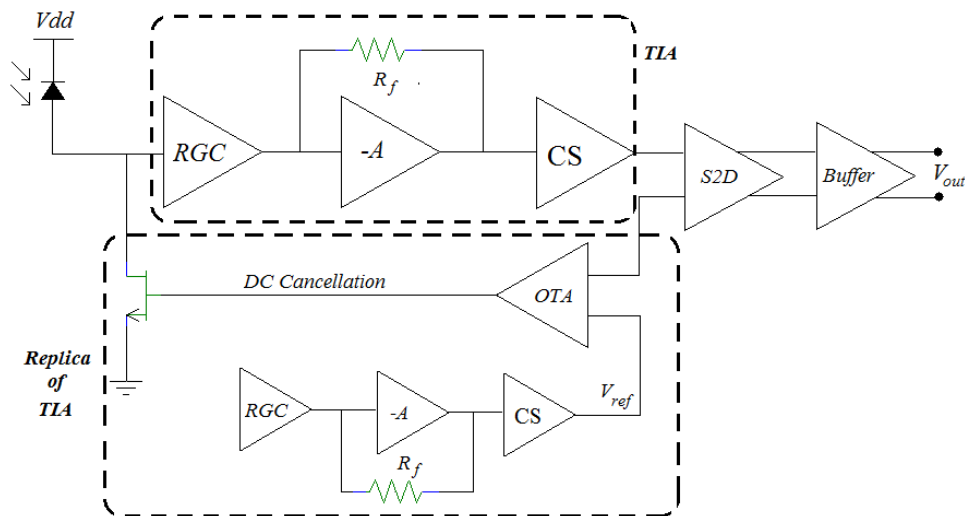 Vdd
TIA
R_f
RGC
-A
CS
S2D
Buffer
V_out
DC Cancellation
OTA
Replica
of
TIA
RGC
-A
CS
V_ref
R_f